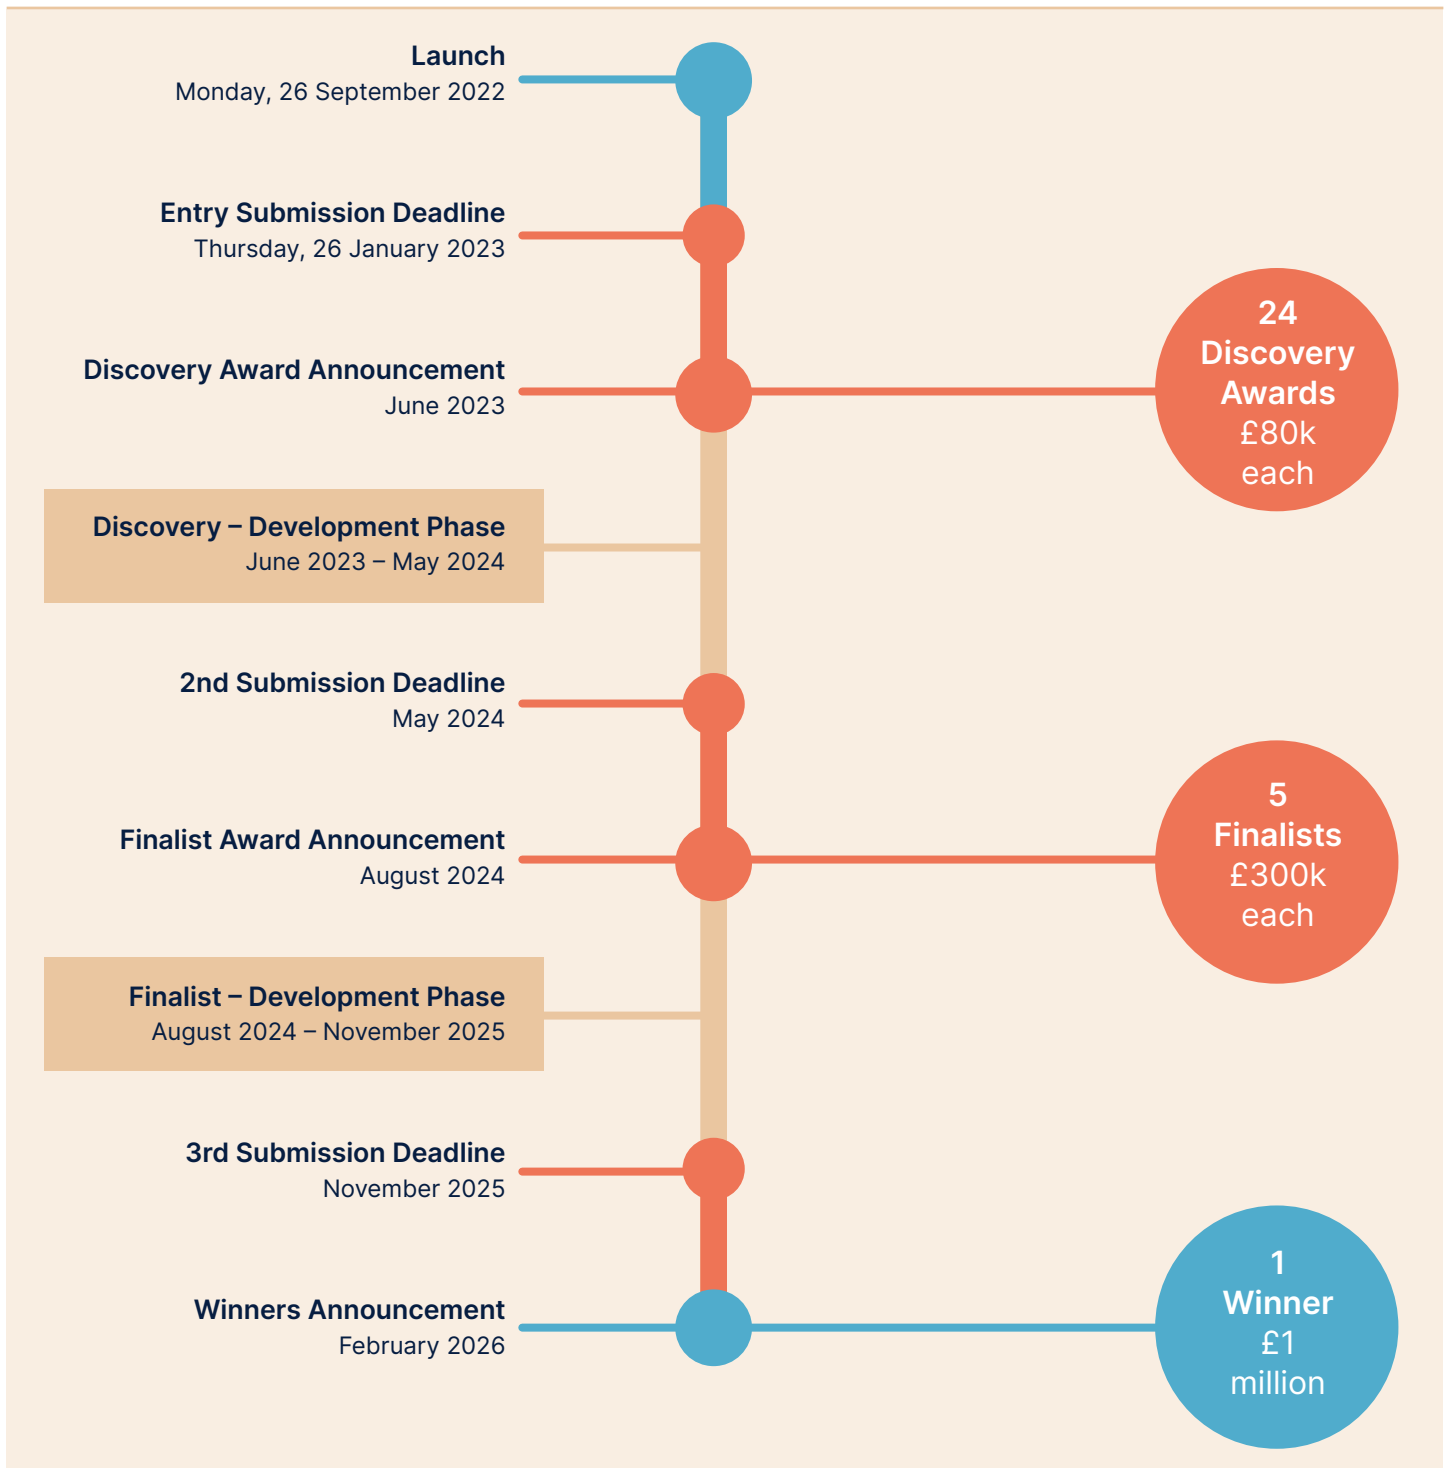 Launch
Monday, 26 September 2022
Entry Submission Deadline
Thursday, 26 January 2023
Discovery Award Announcement
June 2023
24
Discovery
Awards
£80k
each
Discovery – Development Phase
June 2023 – May 2024
2nd Submission Deadline
May 2024
Finalist Award Announcement
August 2024
5
Finalists
£300k
each
Finalist – Development Phase
August 2024 – November 2025
3rd Submission Deadline
November 2025
Winners Announcement
February 2026
1
Winner
£1
million